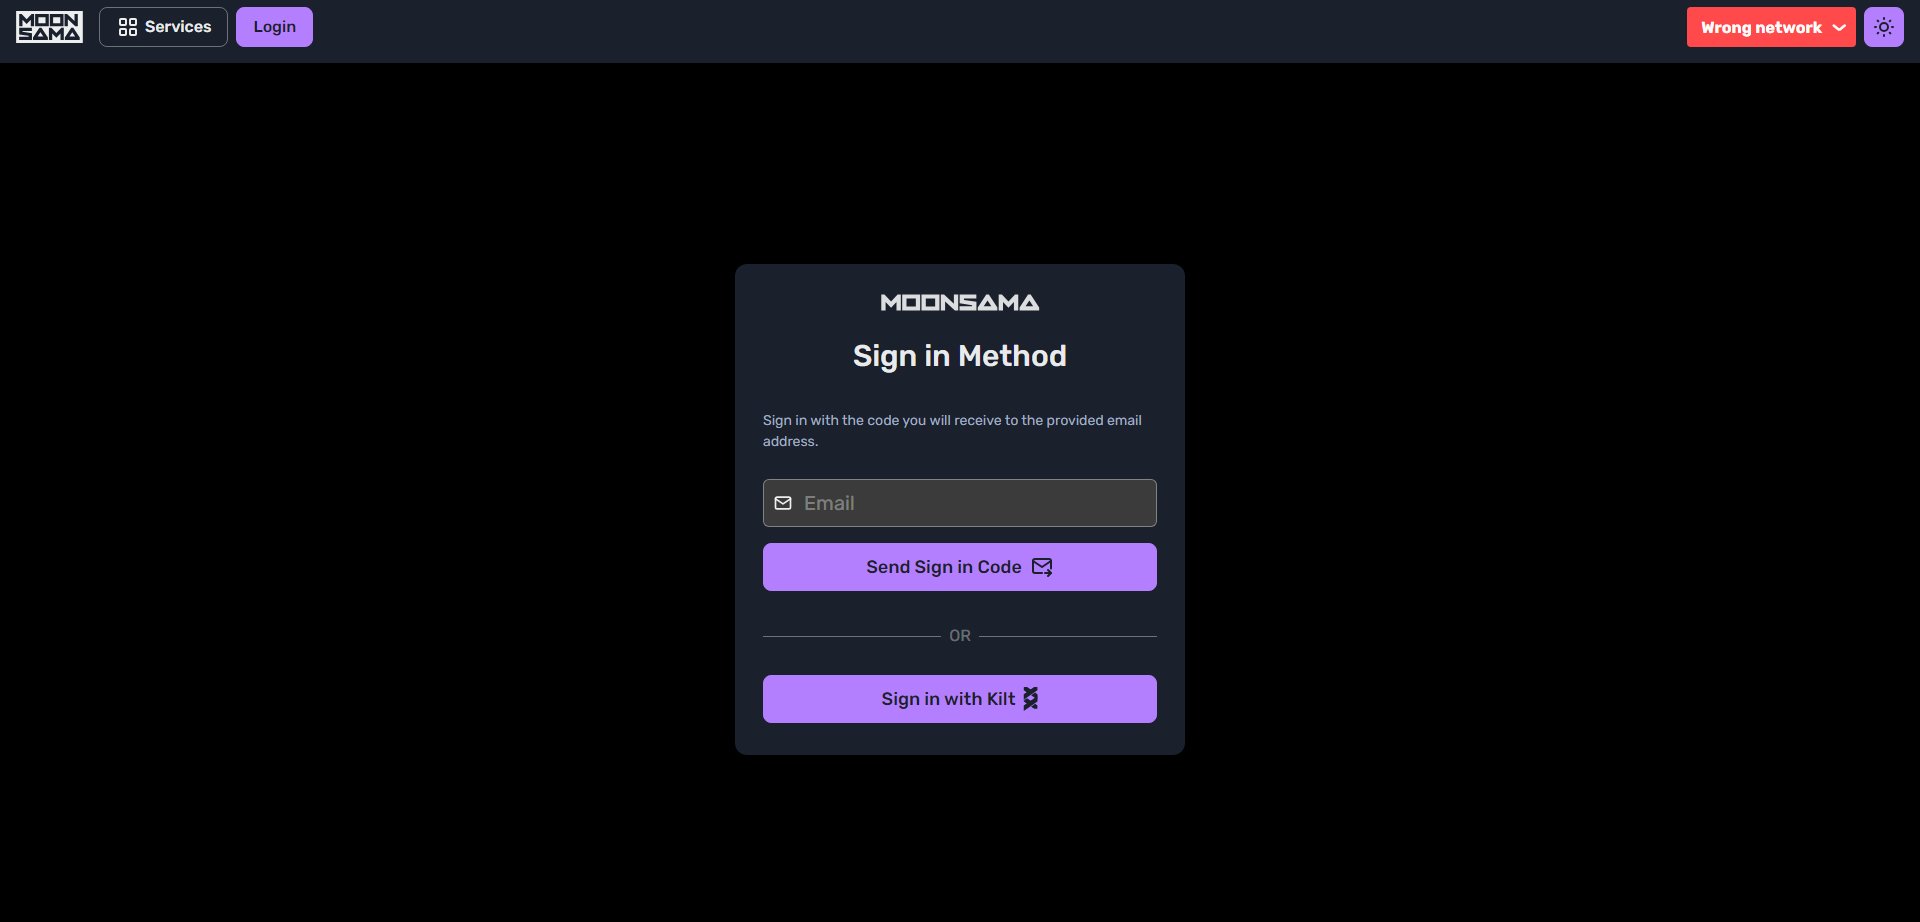 MOON
SAMA
Services
Login
Wrong network
MOONSAMA
Sign in Method
Sign in with the code you will receive to the provided email
address.
Email
Send Sign in Code
OR
Sign in with Kilt